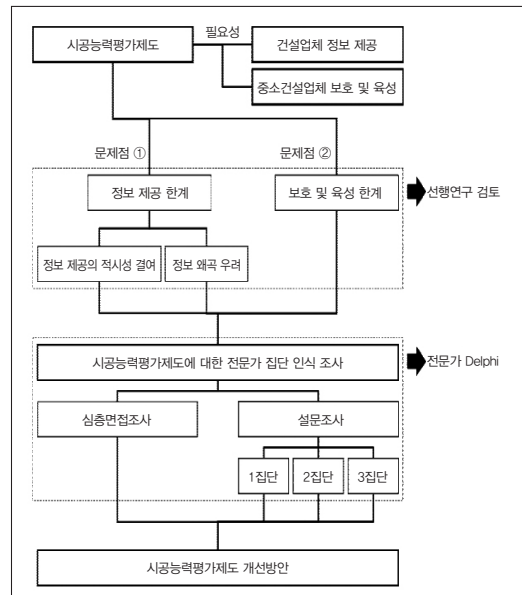 시공능력평가제도
필요성
건설업체 정보 제공
중소건설업체 보호 및 육성
문제점 ①
문제점 ②
정보 제공 한계
보호 및 육성 한계
선행연구 검토
정보 제공의 적시성 결여
정보 왜곡 우려
시공능력평가제도에 대한 전문가 집단 인식 조사
전문가 Delphi
심층면접조사
설문조사
1집단
2집단
3집단
시공능력평가제도 개선방안